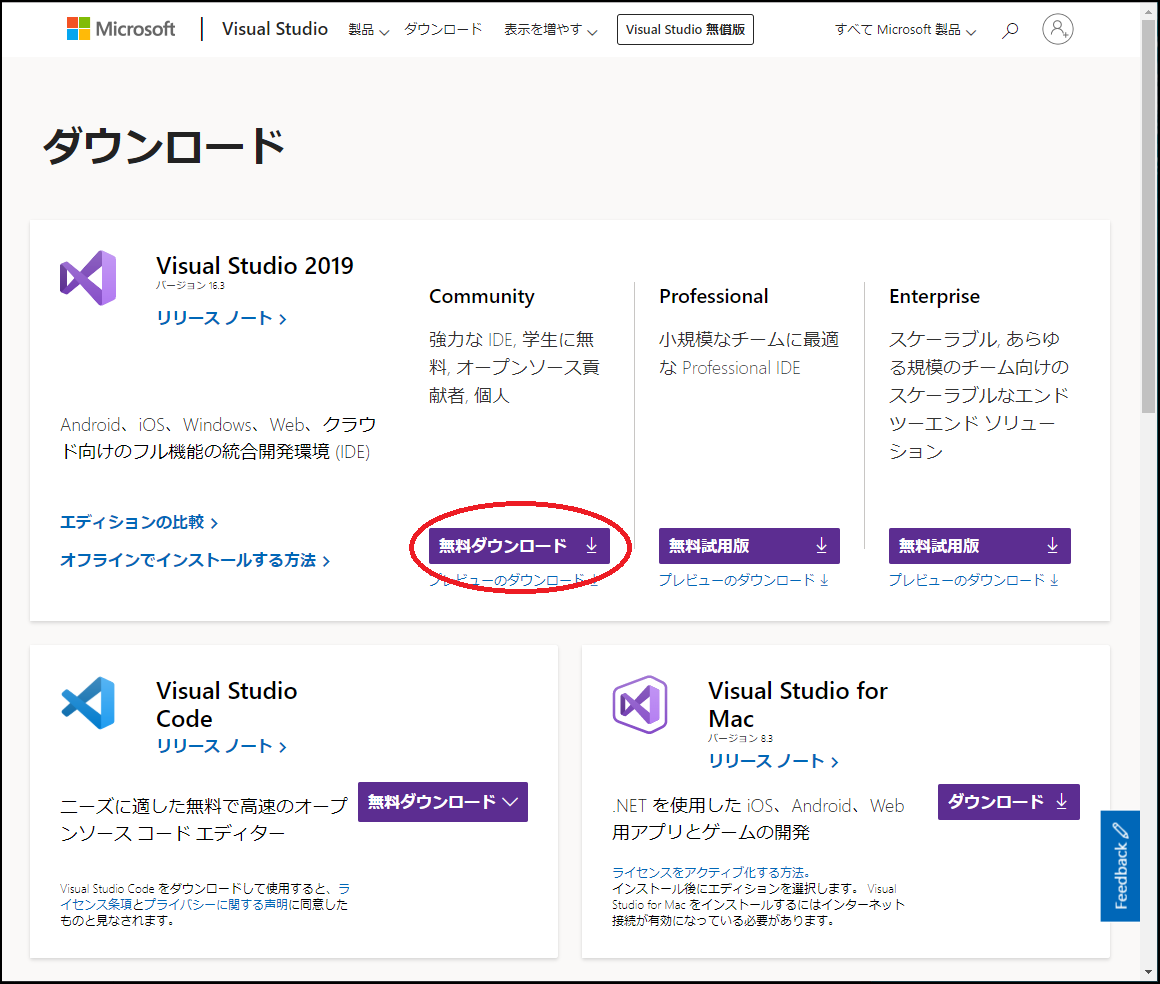 Microsoft Visual Studio 製品 ダウンロード 表示を増やす Visual Studio 無償版 すべて Microsoft 製品
ダウンロード
Visual Studio 2019
バージョン 16.3
リリース ノート
Android、iOS、Windows、Web、クラウ
ド向けのフル機能の統合開発環境 (IDE)
エディションの比較
オフラインでインストールする方法
Community
強力な IDE, 学生に無
料, オープンソース貢
献者, 個人
無料ダウンロード
プレビューのダウンロード
Professional
小規模なチームに最適
な Professional IDE
無料試用版
プレビューのダウンロード
Enterprise
スケーラブル, あらゆ
る規模のチーム向けの
スケーラブルなエンド
ツーエンド ソリュー
ション
無料試用版
プレビューのダウンロード
Visual Studio
Code
リリース ノート
ニーズに適した無料で高速のオープ
ンソース コード エディター
無料ダウンロード
Visual Studio Code をダウンロードして使用すると、ラ
イセンス条項とプライバシーに関する声明に同意した
ものと見なされます。
Visual Studio for
Mac
バージョン 8.3
リリース ノート
.NET を使用した iOS、Android、Web
用アプリとゲームの開発
ダウンロード
ライセンスをアクティブ化する方法。
インストール後にエディションを選択します。 Visual
Studio for Mac をインストールするにはインターネット
接続が有効になっている必要があります。
Feedback